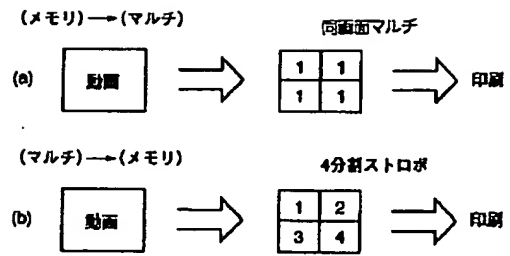 (メモリ)→(マルチ)
同画面マルチ
(a) 動画 1 1 印刷
1 1
(マルチ)→(メモリ)
4分割ストロボ
(b) 動画 1 2 印刷
3 4